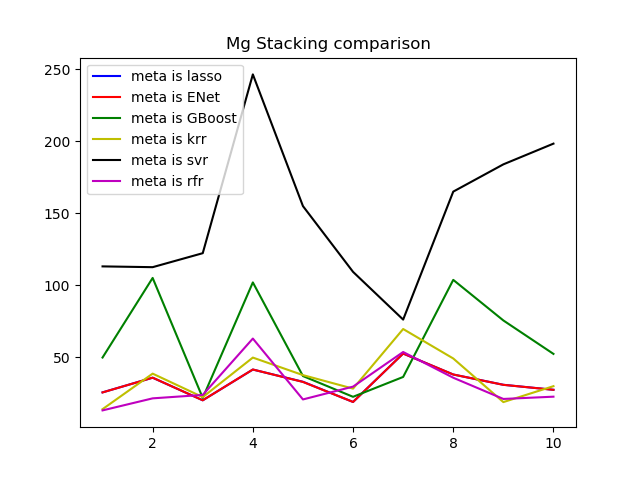 Mg Stacking comparison
250
200
150
100
50
meta is lasso
meta is ENet
meta is GBoost
meta is krr
meta is svr
meta is rfr
2 4 6 8 10